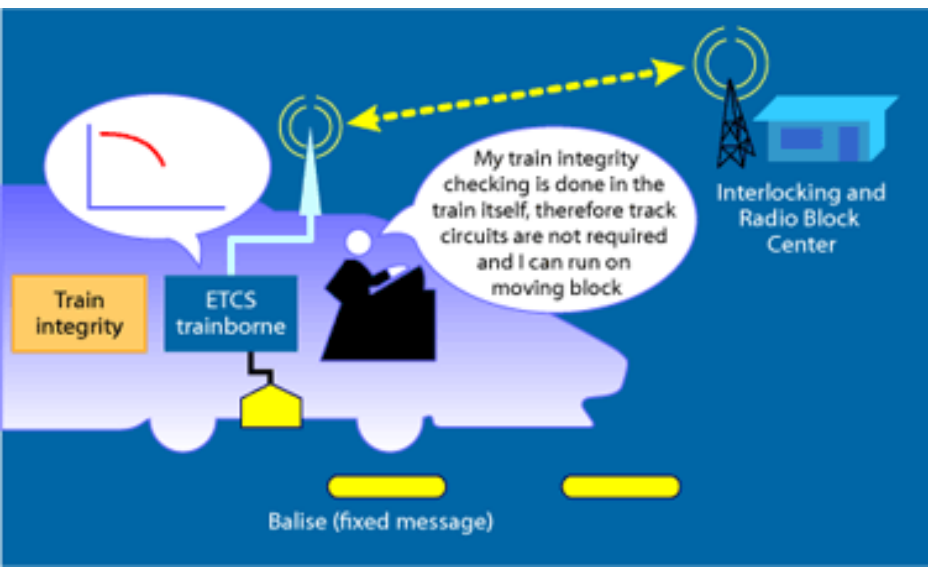 My train integrity
checking is done in the
train itself, therefore track
circuits are not required
and I can run on
moving block
Interlocking and
Radio Block
Center
Train
integrity
ETCS
trainborne
Balise (fixed message)